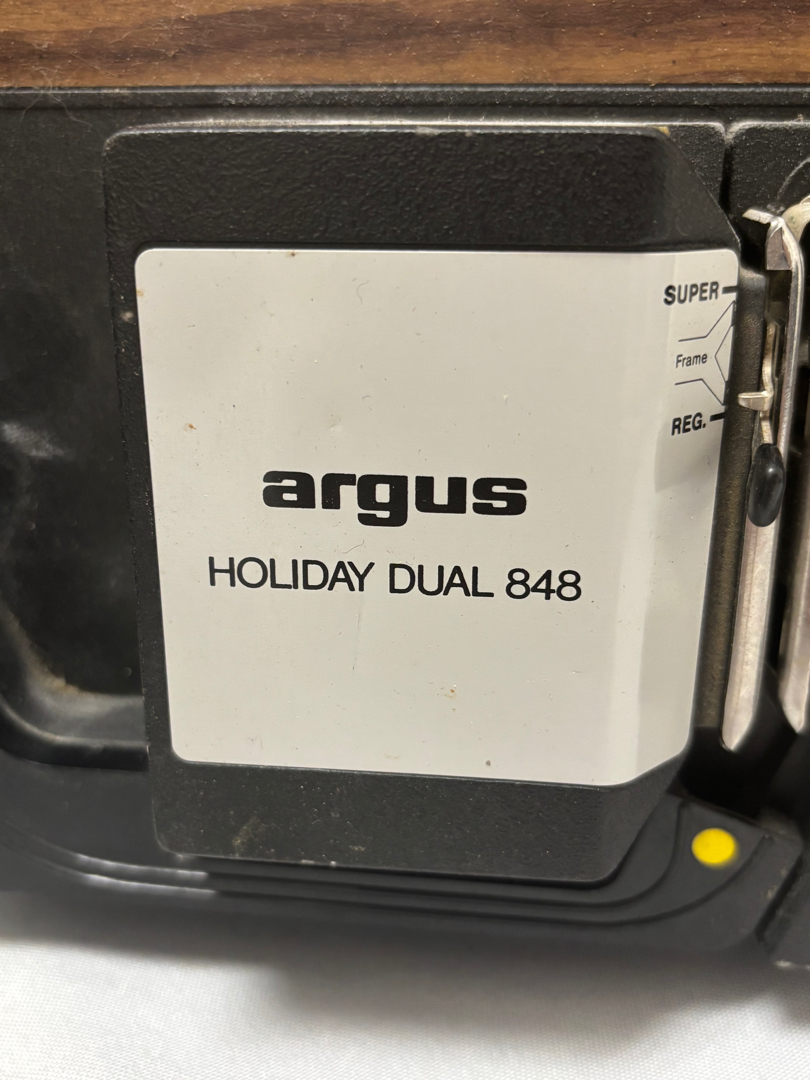 SUPER
Frame
REG.
argus
HOLIDAY DUAL 848